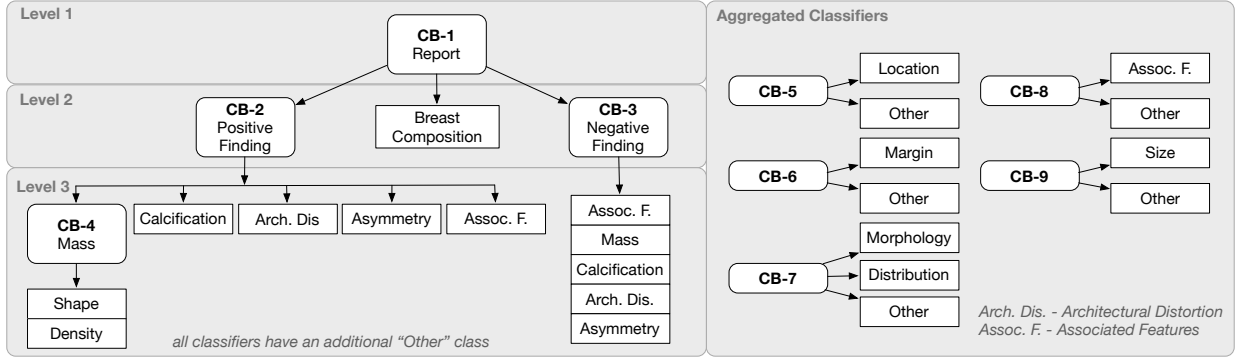 Level 1
CB-1
Report
Level 2
CB-2
Positive
Finding
Breast
Composition
CB-3
Negative
Finding
Level 3
CB-4
Mass
Calcification
Arch. Dis
Asymmetry
Assoc. F.
Shape
Density
Assoc. F.
Mass
Calcification
Arch. Dis.
Asymmetry
all classifiers have an additional “Other” class
Aggregated Classifiers
CB-5
Location
Other
CB-6
Margin
Other
CB-7
Morphology
Distribution
Other
CB-8
Assoc. F.
Other
CB-9
Size
Other
Arch. Dis. - Architectural Distortion
Assoc. F. - Associated Features